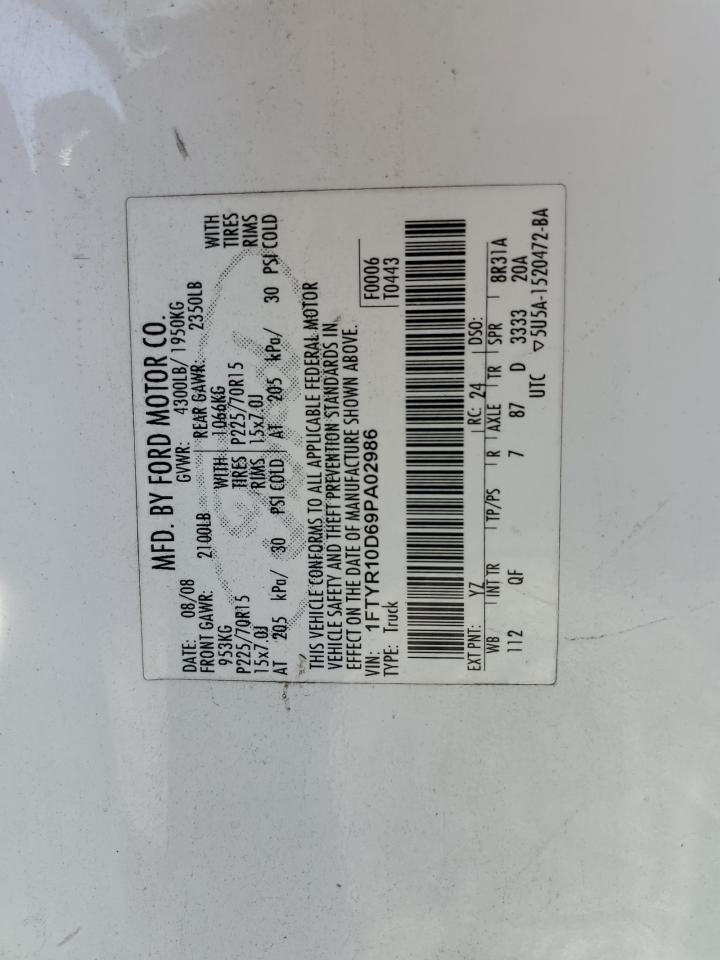 MFD. BY FORD MOTOR CO.
DATE: 08/08 GVWR: 4300LB/ 1950KG
FRONT GAWR: 2100LB REAR GAWR: 2350LB
953KG WITH 1066KG WITH
P225/70R15 TIRES P225/70R15 TIRES
15x7.0J RIMS 15x7.0J RIMS
AT 205 kPa/ 30 PSI COLD AT 205 kPa/ 30 PSI COLD
THIS VEHICLE CONFORMS TO ALL APPLICABLE FEDERAL MOTOR
VEHICLE SAFETY AND THEFT PREVENTION STANDARDS IN
EFFECT ON THE DATE OF MANUFACTURE SHOWN ABOVE.
VIN: 1FTYR10D69PA02986 F0006
TYPE: Truck T0443
EXT PNT: YZ RC: 24 DSO:
WB INT TR TP/PS R AXLE TR SPR 8R31A
112 QF 7 87 D 3333 20A
UTC ▽5U5A-1520472-BA